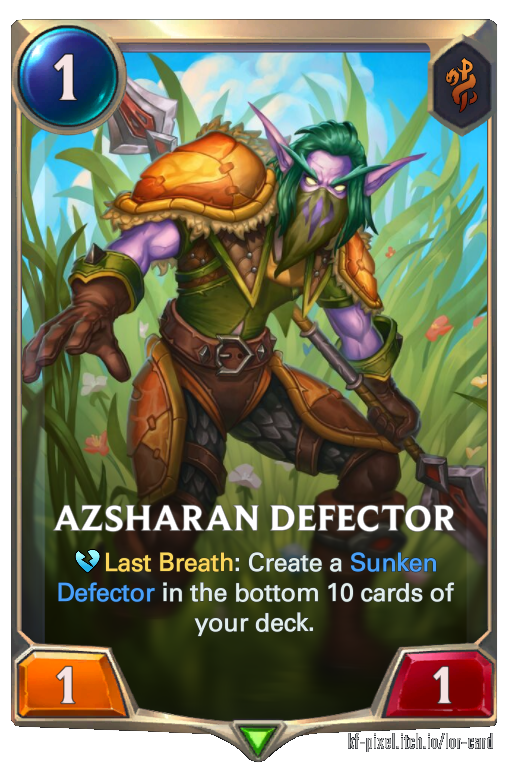 1
AZSHARAN DEFECTOR
Last Breath: Create a Sunken
Defector in the bottom 10 cards of
your deck.
1
1
kf-pixel.itch.io/lor-card